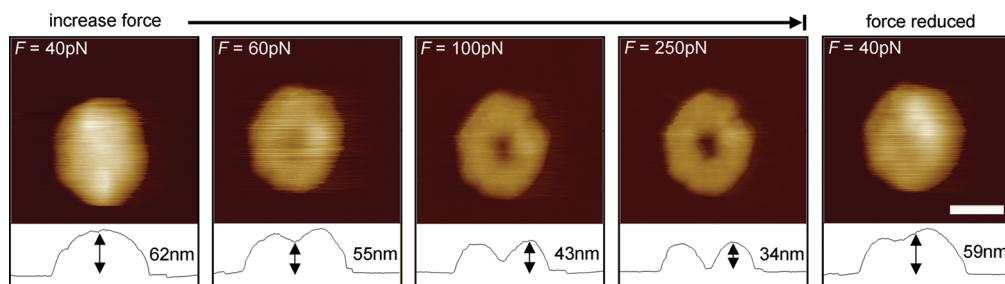 increase force
force reduced
F = 40pN
F = 60pN
F = 100pN
F = 250pN
F = 40pN
62nm
55nm
43nm
34nm
59nm